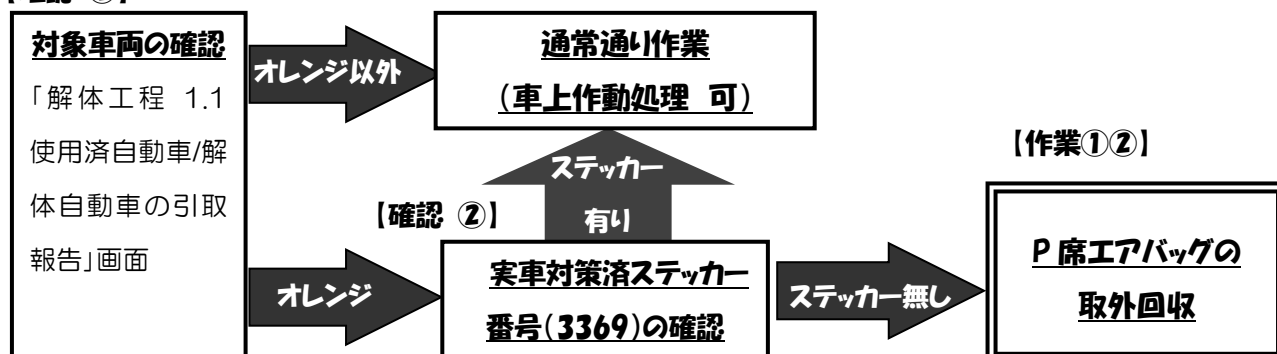 対象車両の確認
「解体工程 1.1
使用済自動車/解
体自動車の引取
報告」画面
オレンジ以外
通常通り作業
(車上作動処理 可)
ステッカー
有り
【確認 ②】
オレンジ
実車対策済ステッカー
番号(3369)の確認
ステッカー無し
【作業①②】
P席エアバッグの
取外回収